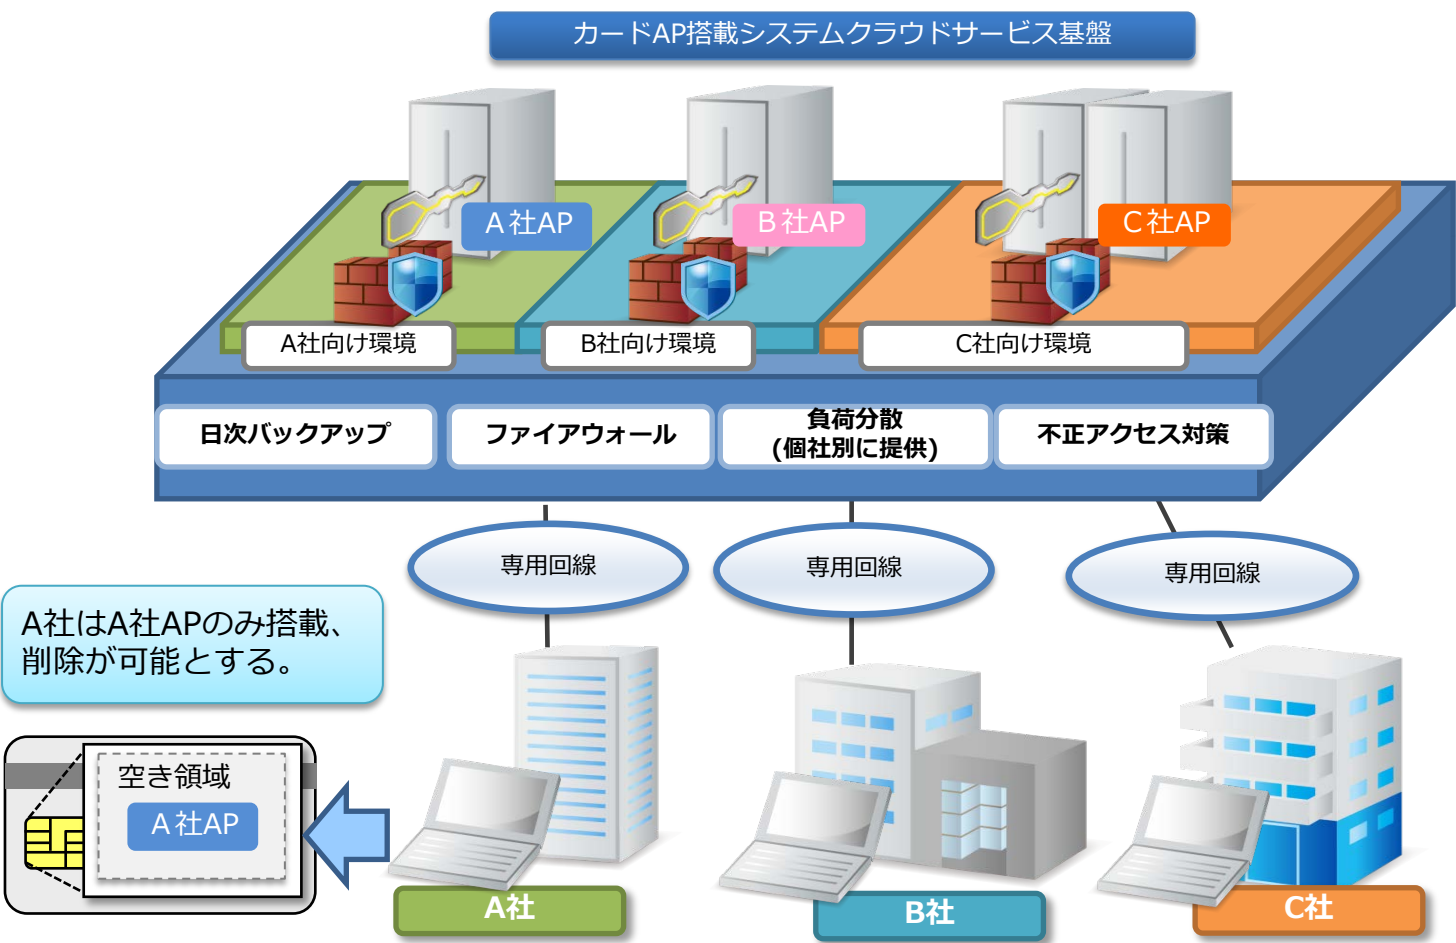 カードAP搭載システムクラウドサービス基盤
A社AP
B社AP
C社AP
A社向け環境
B社向け環境
C社向け環境
日次バックアップ
ファイアウォール
負荷分散
(個社別に提供)
不正アクセス対策
専用回線
専用回線
専用回線
A社はA社APのみ搭載、
削除が可能とする。
空き領域
A社AP
A社
B社
C社